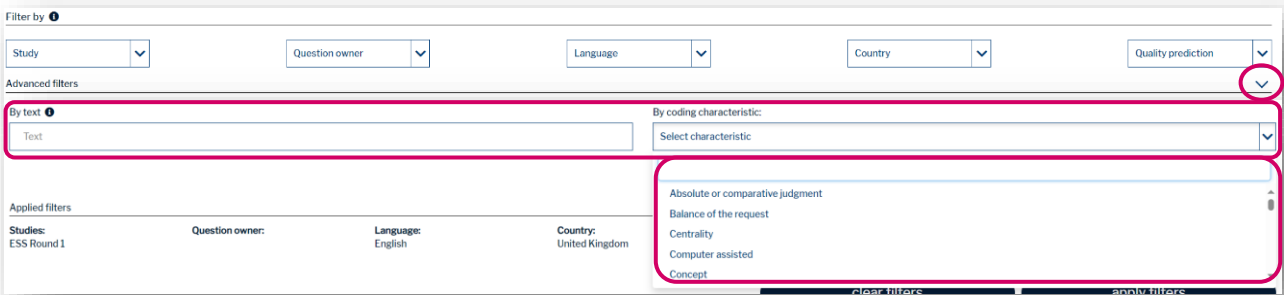 Filter by
Study Question owner Language Country Quality prediction
Advanced filters
By text By coding characteristic:
Text Select characteristic
Absolute or comparative judgment
Balance of the request
Centrality
Computer assisted
Concept
Applied filters
Studies: Question owner: Language: Country:
ESS Round 1 English United Kingdom
clear filters apply filters